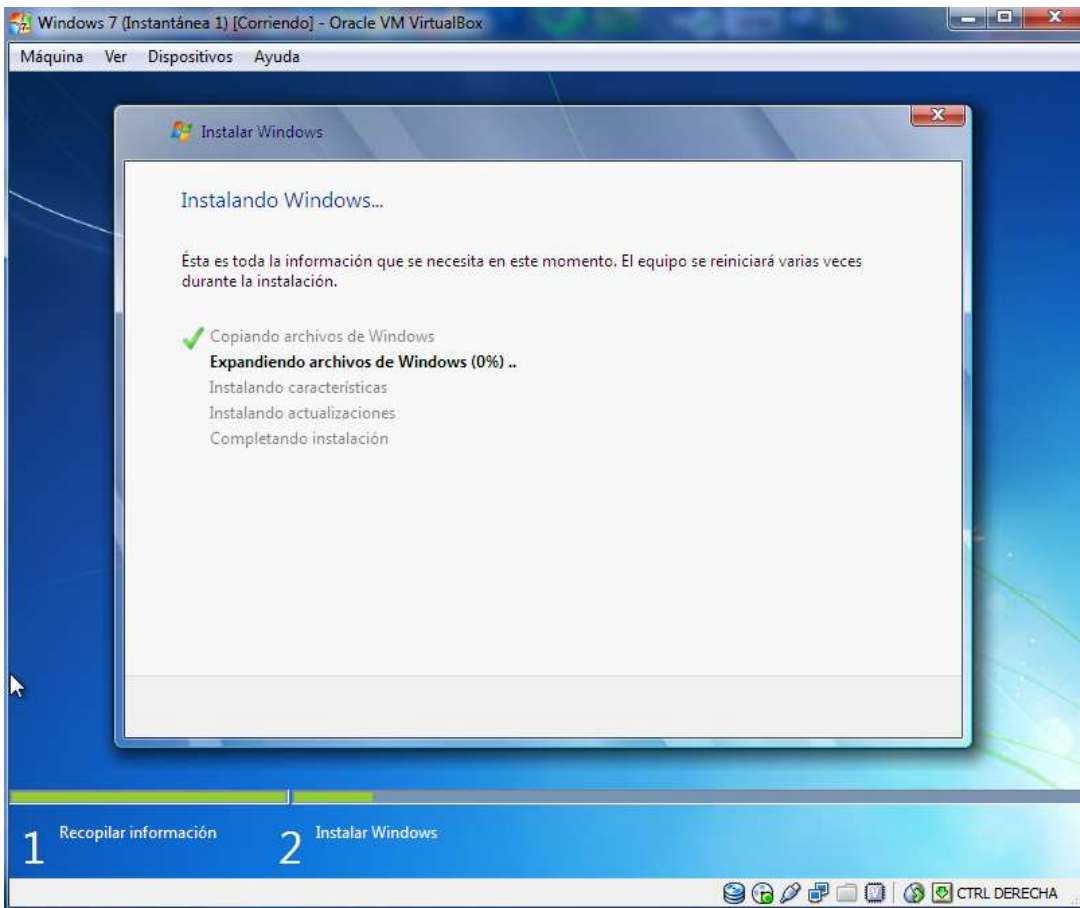 Windows 7 (Instantánea 1) [Corriendo] - Oracle VM VirtualBox
Máquina Ver Dispositivos Ayuda
Instalar Windows
Instalando Windows...
Ésta es toda la información que se necesita en este momento. El equipo se reiniciará varias veces
durante la instalación.
Copiando archivos de Windows
Expandiendo archivos de Windows (0%) ..
Instalando características
Instalando actualizaciones
Completando instalación
1 Recopilar información 2 Instalar Windows
CTRL DERECHA